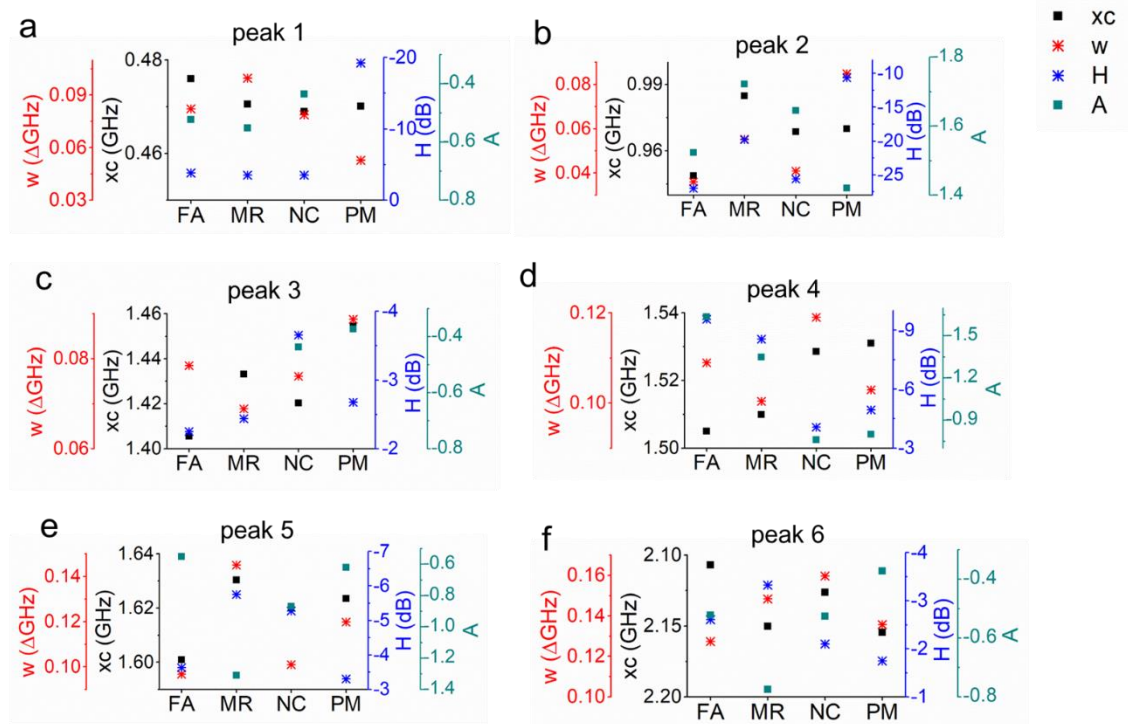 a
peak 1
w (ΔGHz)
0.09
0.06
0.03
xc (GHz)
0.48
0.46
H (dB)
-20
-10
0
A
-0.4
-0.6
-0.8
FA MR NC PM
b
peak 2
w (ΔGHz)
0.08
0.06
0.04
xc (GHz)
0.99
0.96
H (dB)
-10
-15
-20
-25
A
1.8
1.6
1.4
FA MR NC PM
xc
w
H
A
c
peak 3
w (ΔGHz)
0.08
0.06
xc (GHz)
1.46
1.44
1.42
1.40
H (dB)
-4
-3
-2
A
-0.4
-0.6
-0.8
FA MR NC PM
d
peak 4
w (ΔGHz)
0.12
0.10
xc (GHz)
1.54
1.52
1.50
H (dB)
-9
-6
-3
A
-1.5
-1.2
-0.9
FA MR NC PM
e
peak 5
w (ΔGHz)
0.14
0.12
0.10
xc (GHz)
1.64
1.62
1.60
H (dB)
-7
-6
-5
-4
-3
A
-0.6
-0.8
-1.0
-1.2
-1.4
FA MR NC PM
f
peak 6
w (ΔGHz)
0.16
0.14
0.12
0.10
xc (GHz)
2.10
2.15
2.20
H (dB)
-4
-3
-2
-1
A
-0.4
-0.6
-0.8
FA MR NC PM